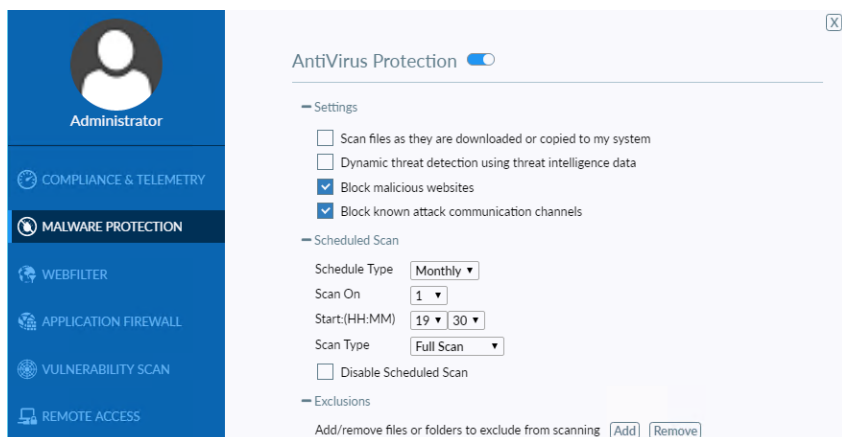 X
Administrator
COMPLIANCE & TELEMETRY
MALWARE PROTECTION
WEBFILTER
APPLICATION FIREWALL
VULNERABILITY SCAN
REMOTE ACCESS
AntiVirus Protection
Settings
Scan files as they are downloaded or copied to my system
Dynamic threat detection using threat intelligence data
Block malicious websites
Block known attack communication channels
Scheduled Scan
Schedule Type Monthly
Scan On 1
Start:(HH:MM) 19 30
Scan Type Full Scan
Disable Scheduled Scan
Exclusions
Add/remove files or folders to exclude from scanning Add Remove